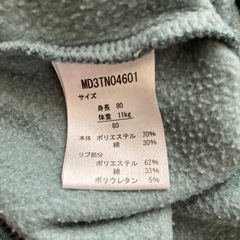 MD3TN04601
サイズ
身長 80
体重 11kg
80
本体 ポリエステル 70%
綿 30%
リブ部分
ポリエステル 62%
綿 33%
ポリウレタン 5%